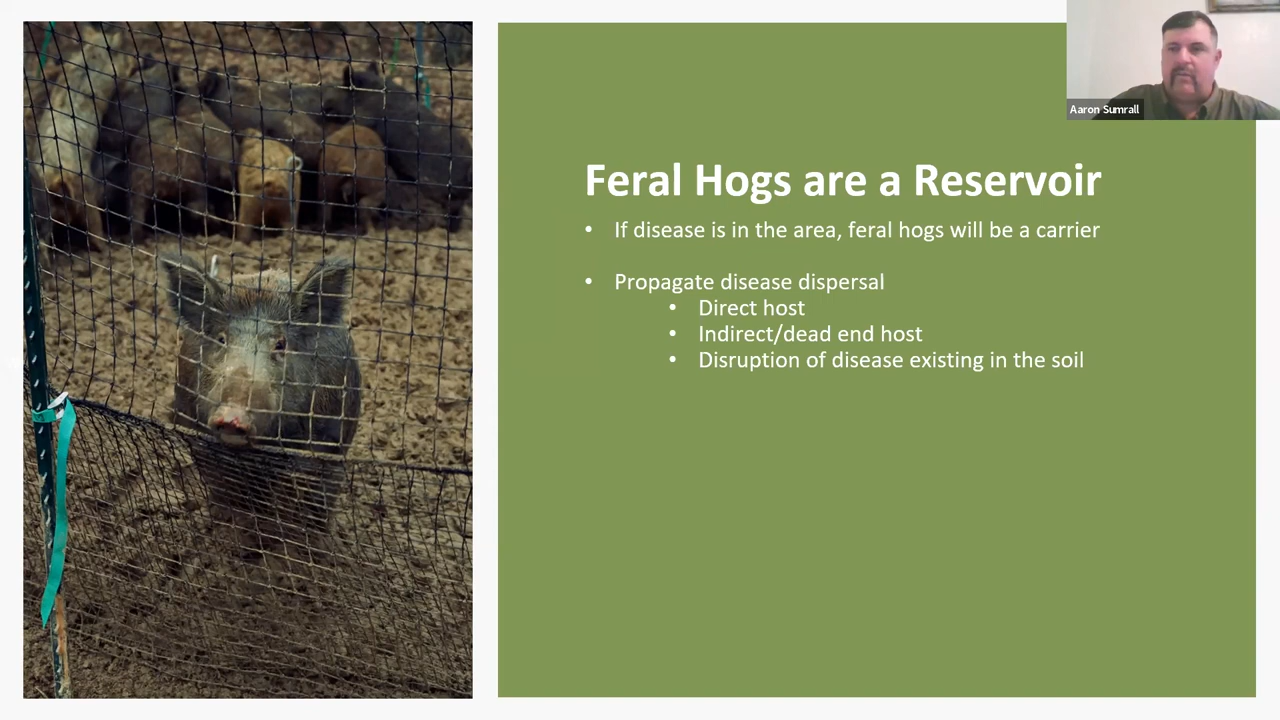 Aaron Sumrall
Feral Hogs are a Reservoir
• If disease is in the area, feral hogs will be a carrier
• Propagate disease dispersal
• Direct host
• Indirect/dead end host
• Disruption of disease existing in the soil